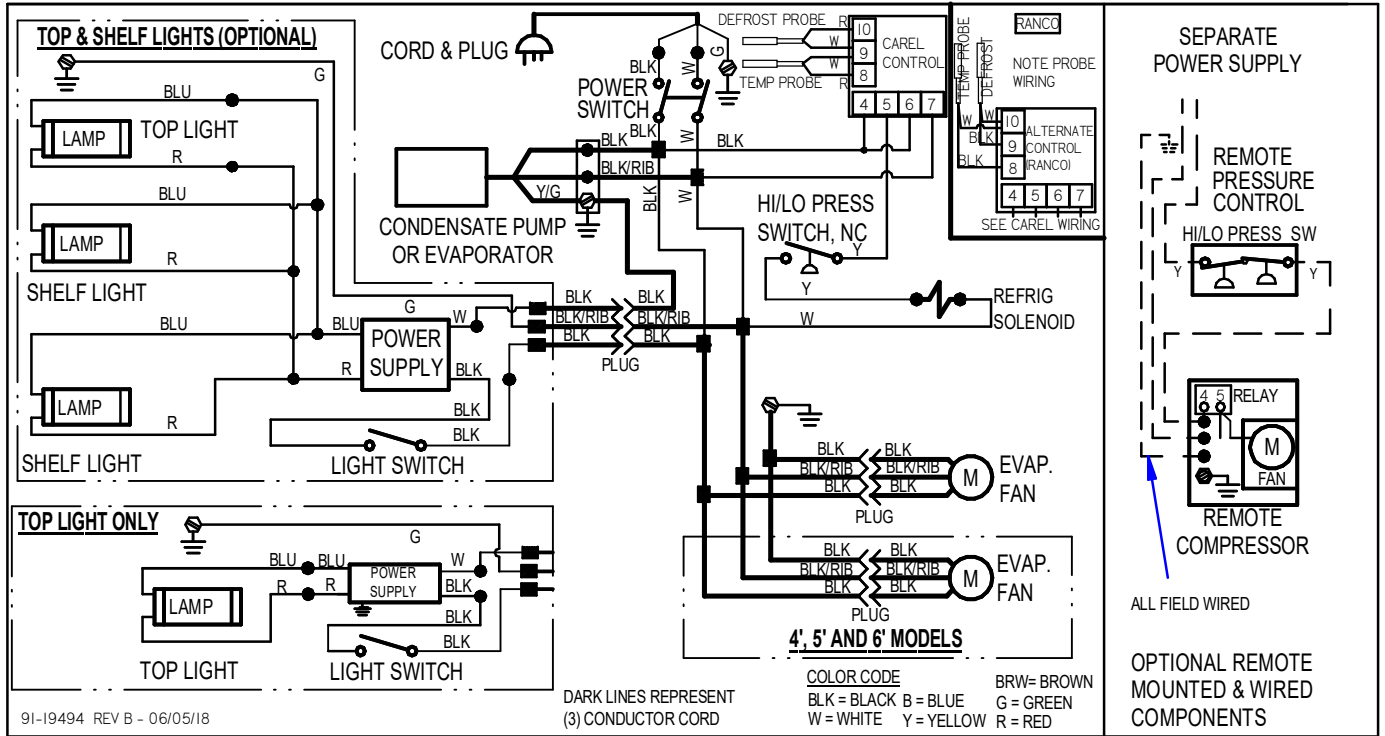 TOP & SHELF LIGHTS (OPTIONAL)
G
BLU
LAMP
TOP LIGHT
R
BLU
LAMP
R
SHELF LIGHT
G
BLU
BLU
W
POWER
SUPPLY
R
BLK
LAMP
R
BLK
BLK
SHELF LIGHT
LIGHT SWITCH
CORD & PLUG
BLK
W
G
POWER
SWITCH
BLK
W
BLK
BLK
BLK/RIB
Y/G
BLK
W
CONDENSATE PUMP
OR EVAPORATOR
BLK
BLK
BLK/RIB
BLK/RIB
BLK
BLK
PLUG
DEFROST PROBE
R
W
W
TEMP PROBE
R
10
9
8
CAREL
CONTROL
4 5 6 7
HI/LO PRESS
SWITCH, NC
Y
Y
W
REFRIG
SOLENOID
TEMP PROBE
DEFROST
RANCO
NOTE PROBE
WIRING
W
W
BLK
BLK
10
9
8
ALTERNATE
CONTROL
(RANCO)
4 5 6 7
SEE CAREL WIRING
BLK
BLK
BLK/RIB
BLK/RIB
BLK
BLK
PLUG
M
EVAP.
FAN
BLK
BLK
BLK/RIB
BLK/RIB
BLK
BLK
PLUG
M
EVAP.
FAN
4', 5' AND 6' MODELS
TOP LIGHT ONLY
G
BLU
BLU
W
R
R
POWER
SUPPLY
BLK
LAMP
BLK
BLK
TOP LIGHT
LIGHT SWITCH
DARK LINES REPRESENT
(3) CONDUCTOR CORD
COLOR CODE
BLK = BLACK B = BLUE
W = WHITE Y = YELLOW
BRW= BROWN
G = GREEN
R = RED
91-19494 REV B - 06/05/18
SEPARATE
POWER SUPPLY
REMOTE
PRESSURE
CONTROL
HI/LO PRESS SW
Y
Y
4 5
RELAY
M
FAN
REMOTE
COMPRESSOR
ALL FIELD WIRED
OPTIONAL REMOTE
MOUNTED & WIRED
COMPONENTS